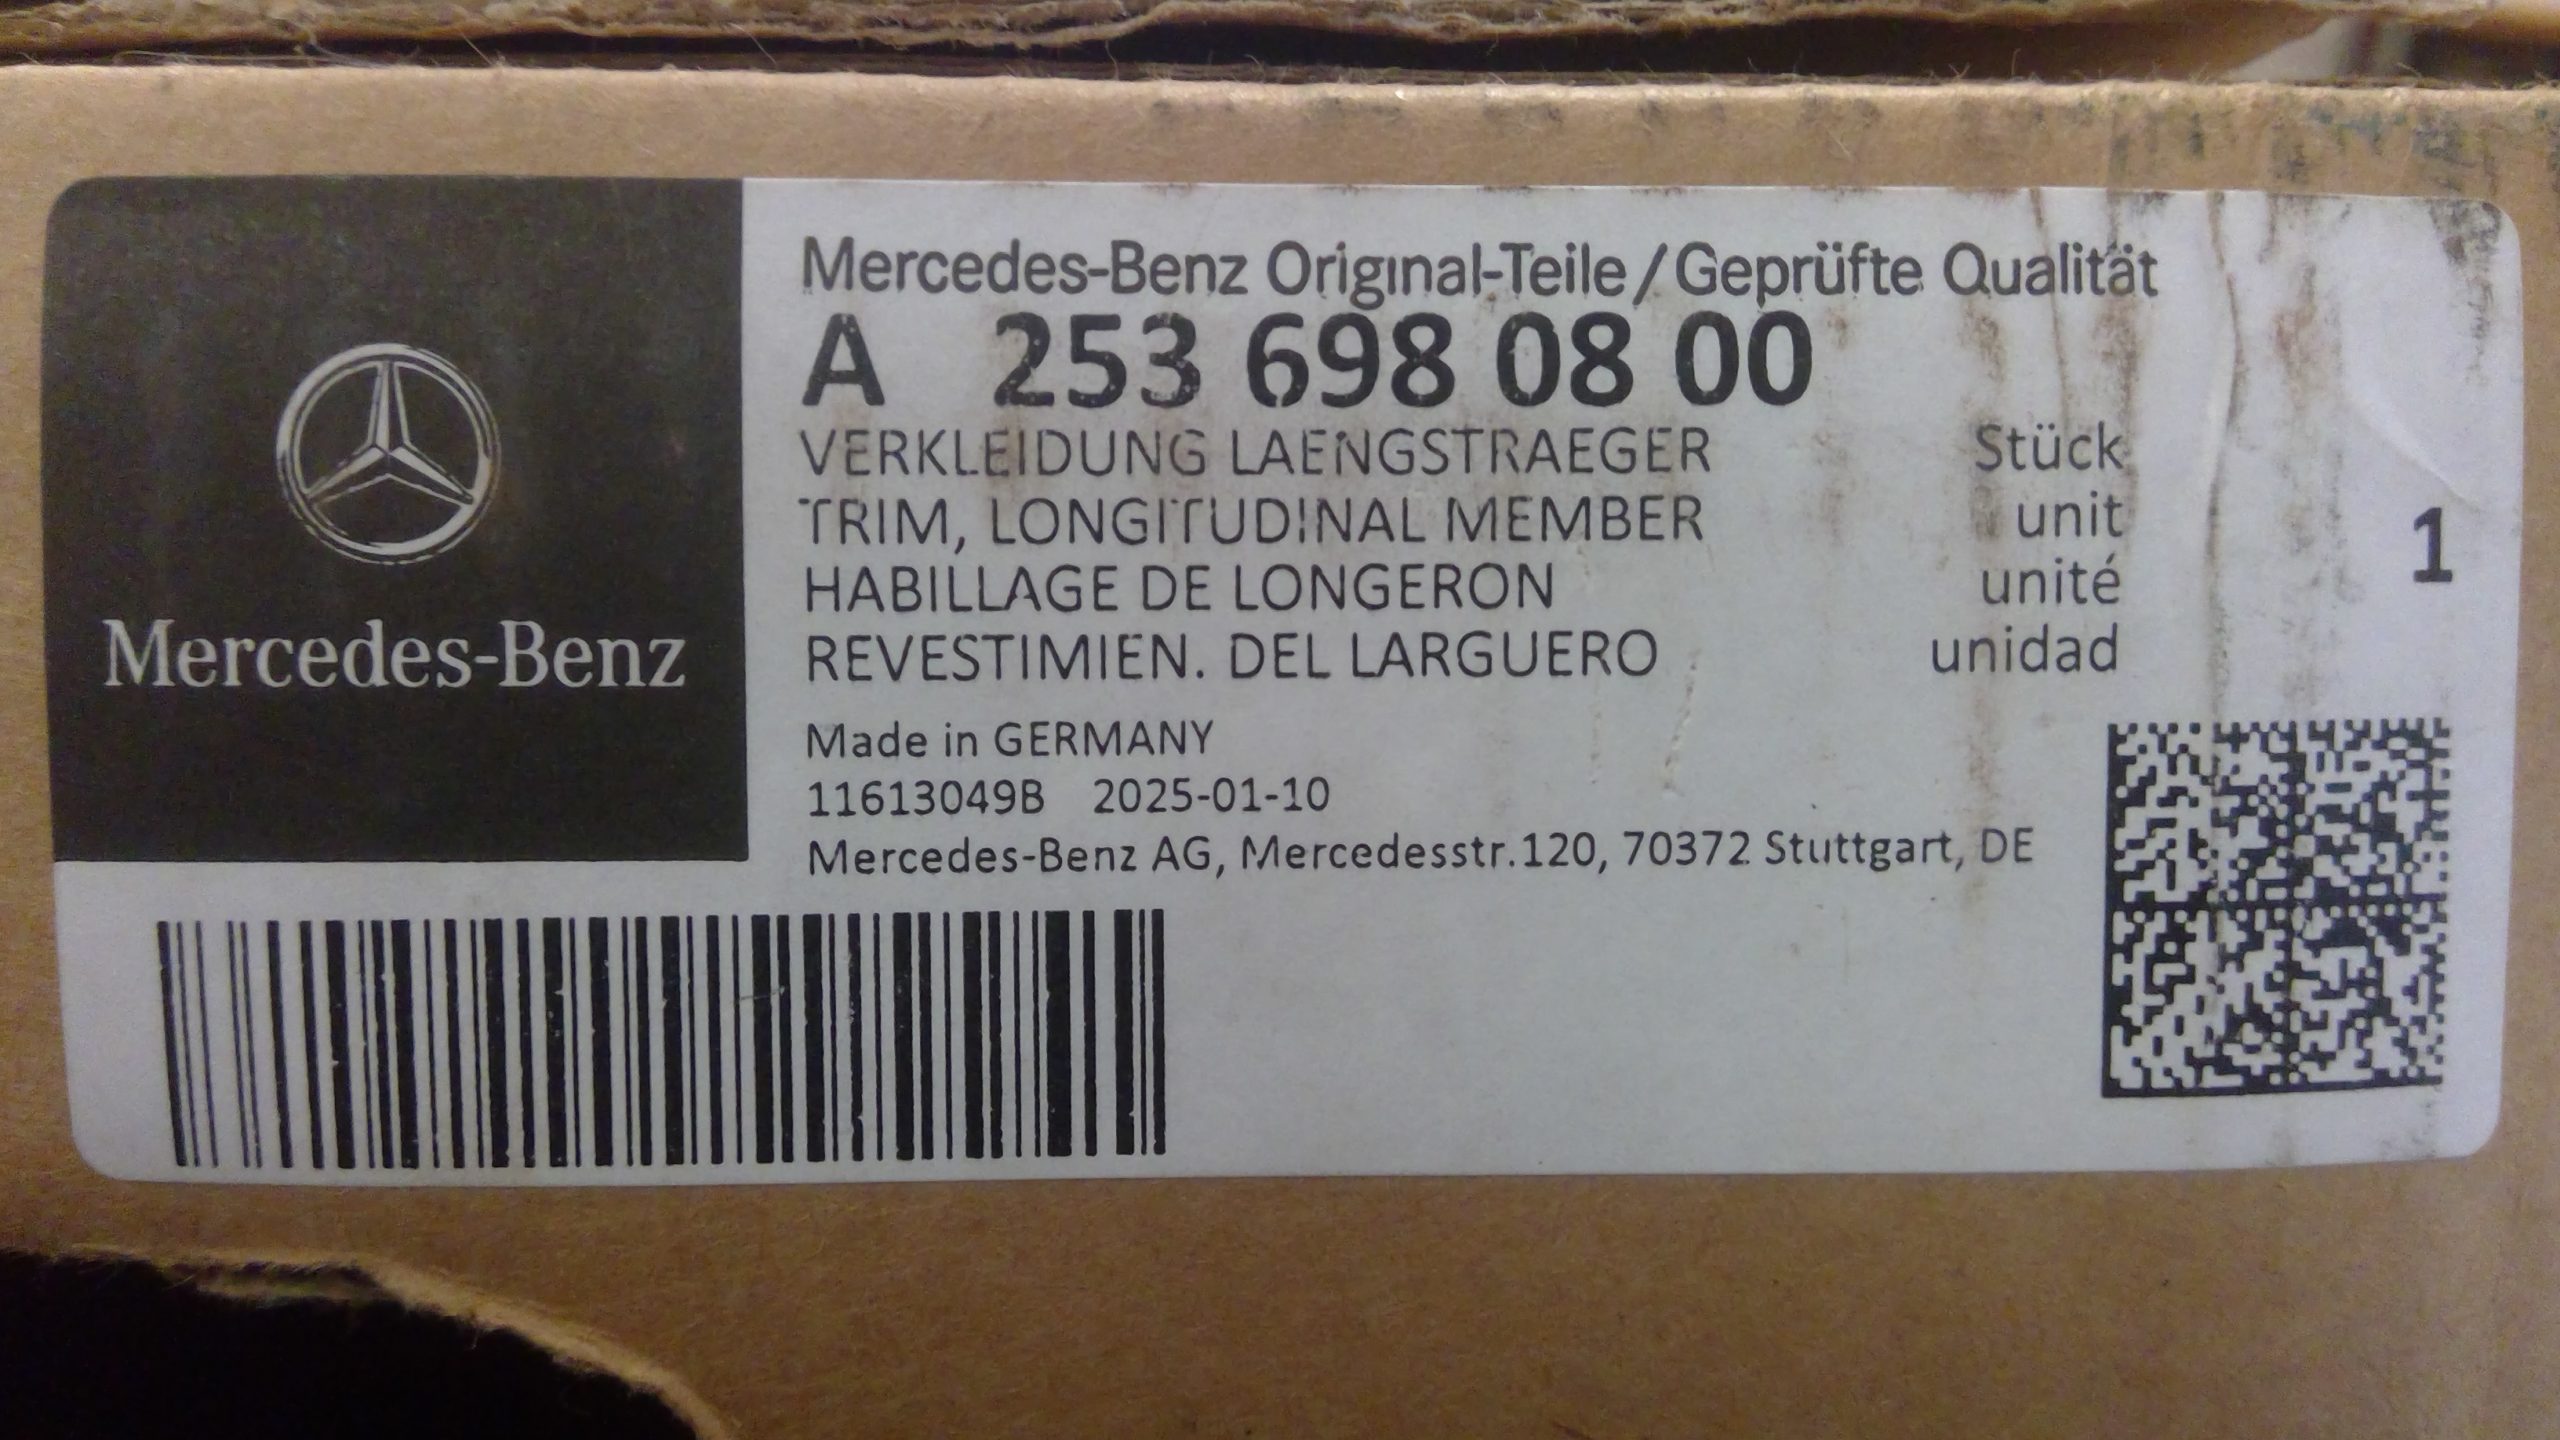 Mercedes-Benz
Mercedes-Benz Original-Teile/Geprüfte Qualität
A 253 698 08 00
VERKLEIDUNG LAENGSTRAEGER Stück
TRIM, LONGITUDINAL MEMBER unit
HABILLAGE DE LONGERON unité
REVESTIMIEN. DEL LARGUERO unidad
1
Made in GERMANY
11613049B 2025-01-10
Mercedes-Benz AG, Mercedesstr.120, 70372 Stuttgart, DE